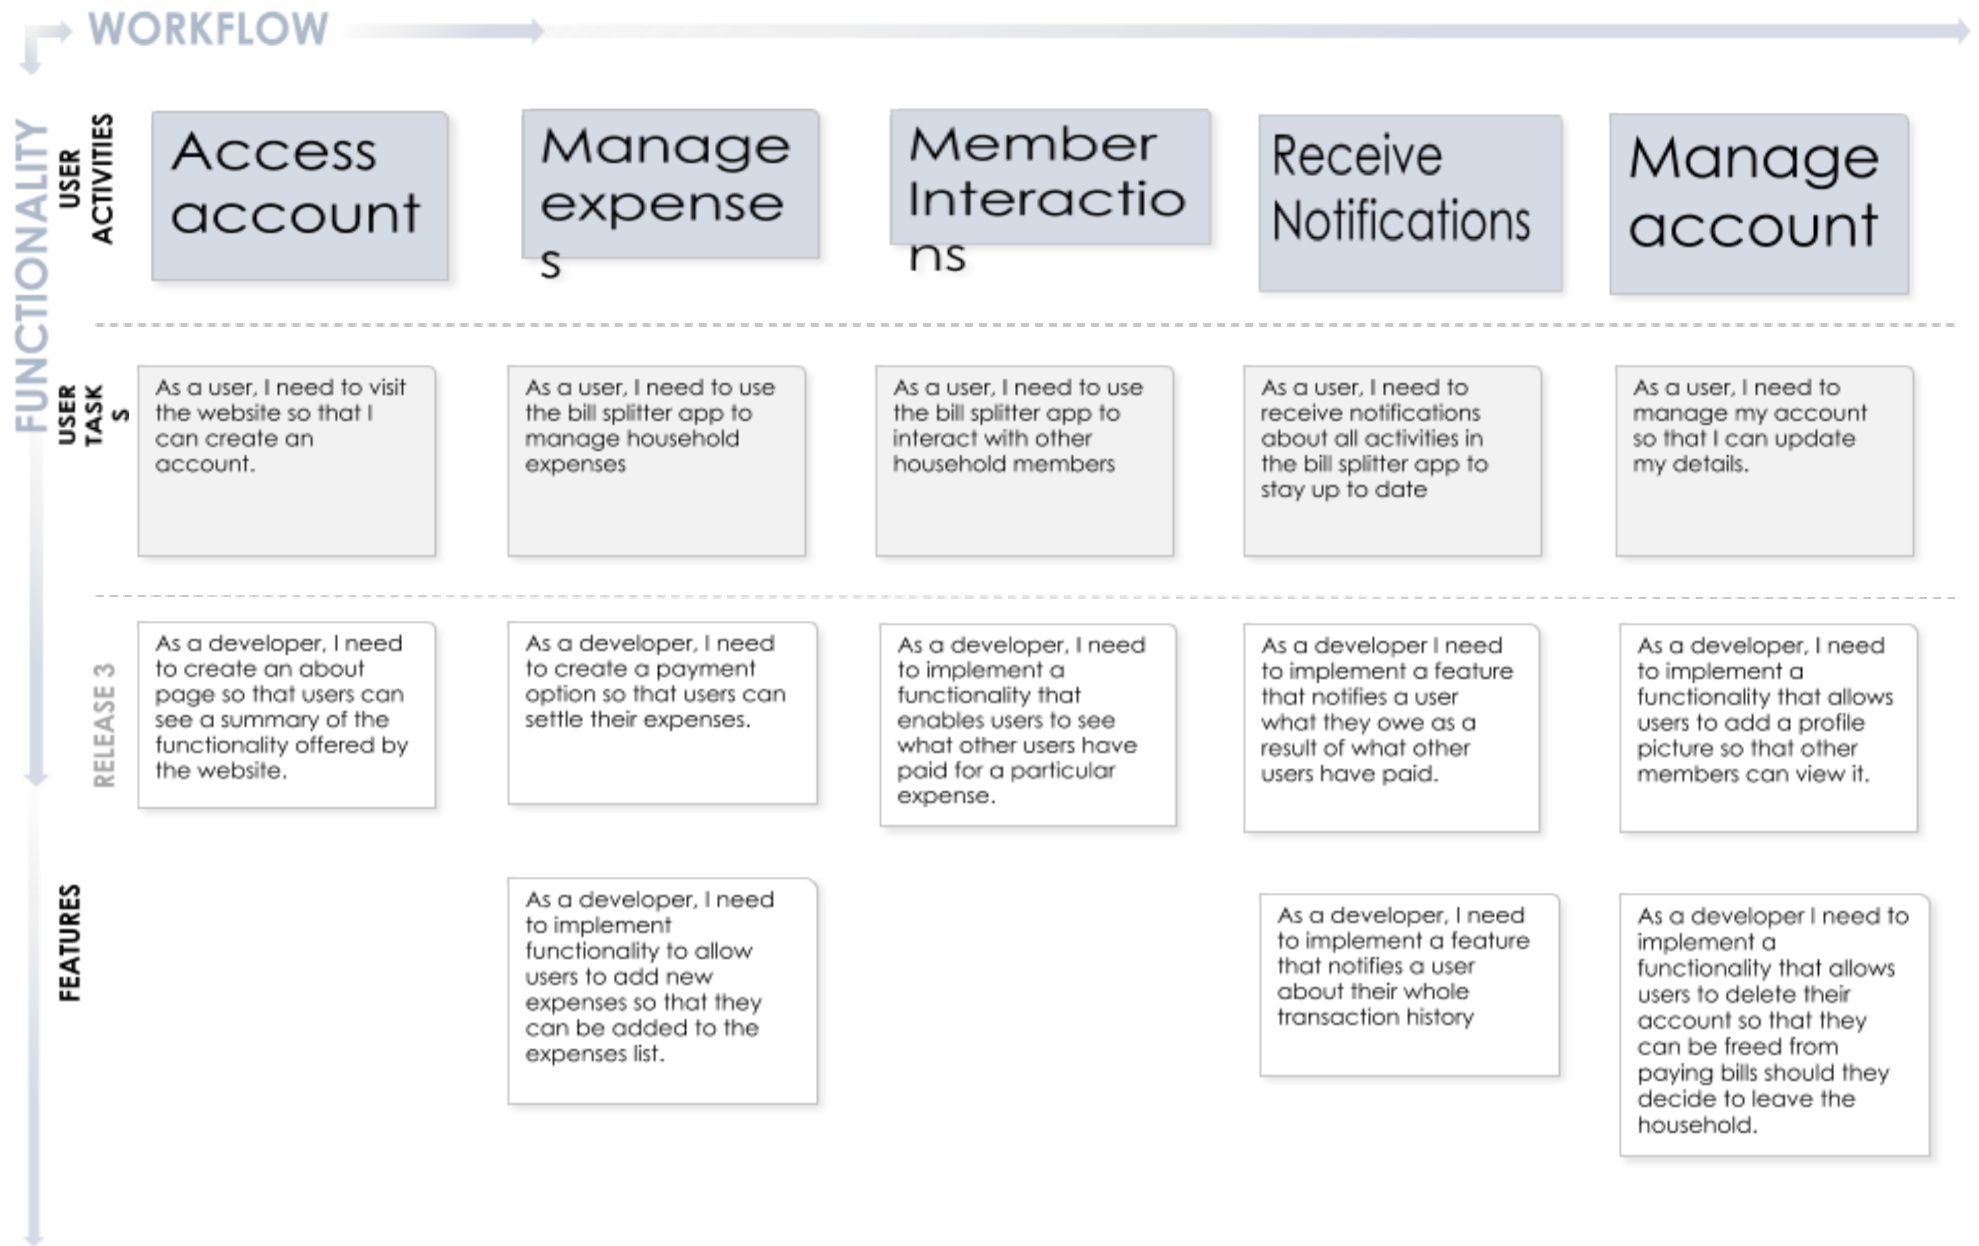 WORKFLOW
FUNCTIONALITY
USER
ACTIVITIES
Access
account
Manage
expense
s
Member
Interactio
ns
Receive
Notifications
Manage
account
USER
TASK
S
As a user, I need to visit
the website so that I
can create an
account.
As a user, I need to use
the bill splitter app to
manage household
expenses
As a user, I need to use
the bill splitter app to
interact with other
household members
As a user, I need to
receive notifications
about all activities in
the bill splitter app to
stay up to date
As a user, I need to
manage my account
so that I can update
my details.
RELEASE 3
As a developer, I need
to create an about
page so that users can
see a summary of the
functionality offered by
the website.
As a developer, I need
to create a payment
option so that users can
settle their expenses.
As a developer, I need
to implement a
functionality that
enables users to see
what other users have
paid for a particular
expense.
As a developer I need
to implement a feature
that notifies a user
what they owe as a
result of what other
users have paid.
As a developer, I need
to implement a
functionality that allows
users to add a profile
picture so that other
members can view it.
FEATURES
As a developer, I need
to implement
functionality to allow
users to add new
expenses so that they
can be added to the
expenses list.
As a developer, I need
to implement a feature
that notifies a user
about their whole
transaction history
As a developer I need to
implement a
functionality that allows
users to delete their
account so that they
can be freed from
paying bills should they
decide to leave the
household.